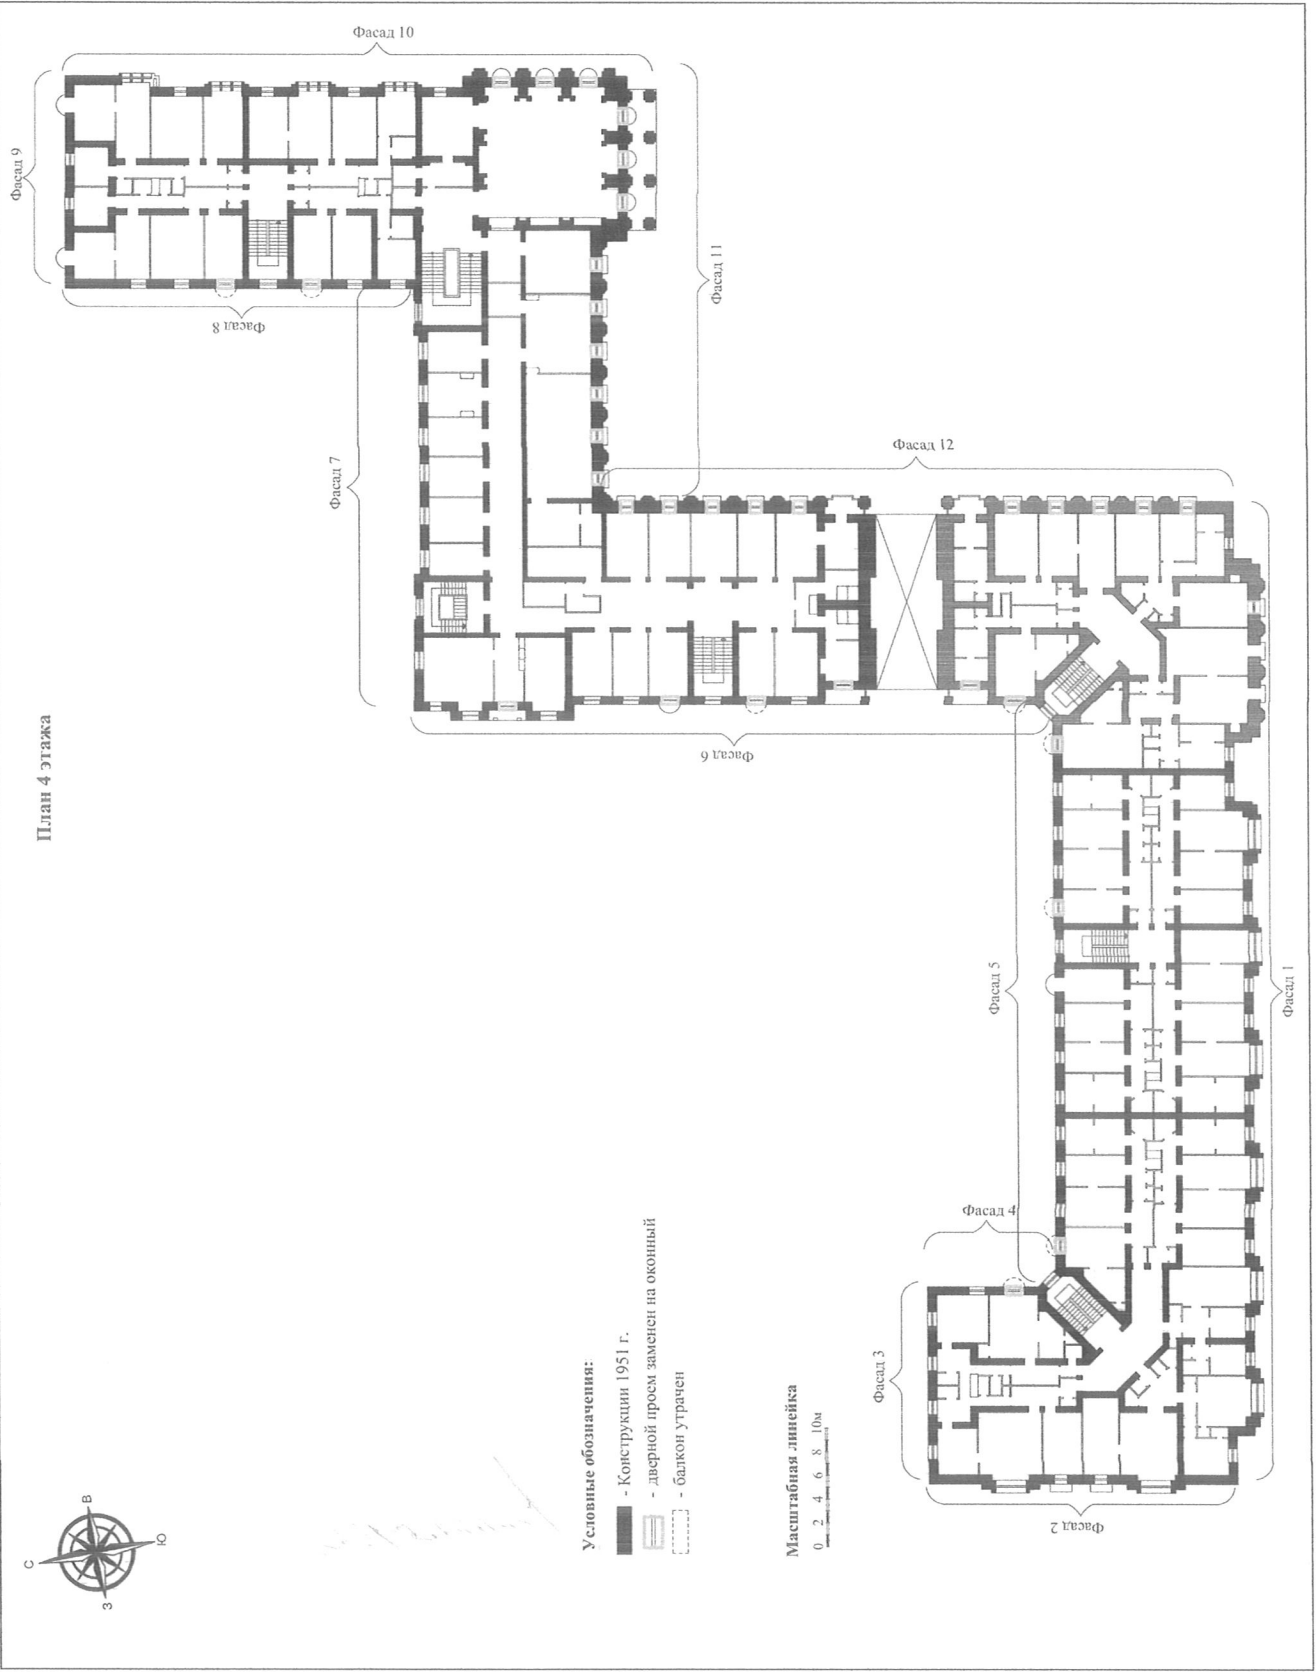 План 4 этажа
Фасад 10
Фасад 9
Фасад 8
Фасад 11
Фасад 7
Фасад 12
Фасад 6
Фасад 5
Фасад 1
Фасад 4
Фасад 3
Фасад 2
С
В
Ю
З
Условные обозначения:
- Конструкции 1951 г.
- дверной проем заменен на оконный
- балкон утрачен
Масштабная линейка
0 2 4 6 8 10м